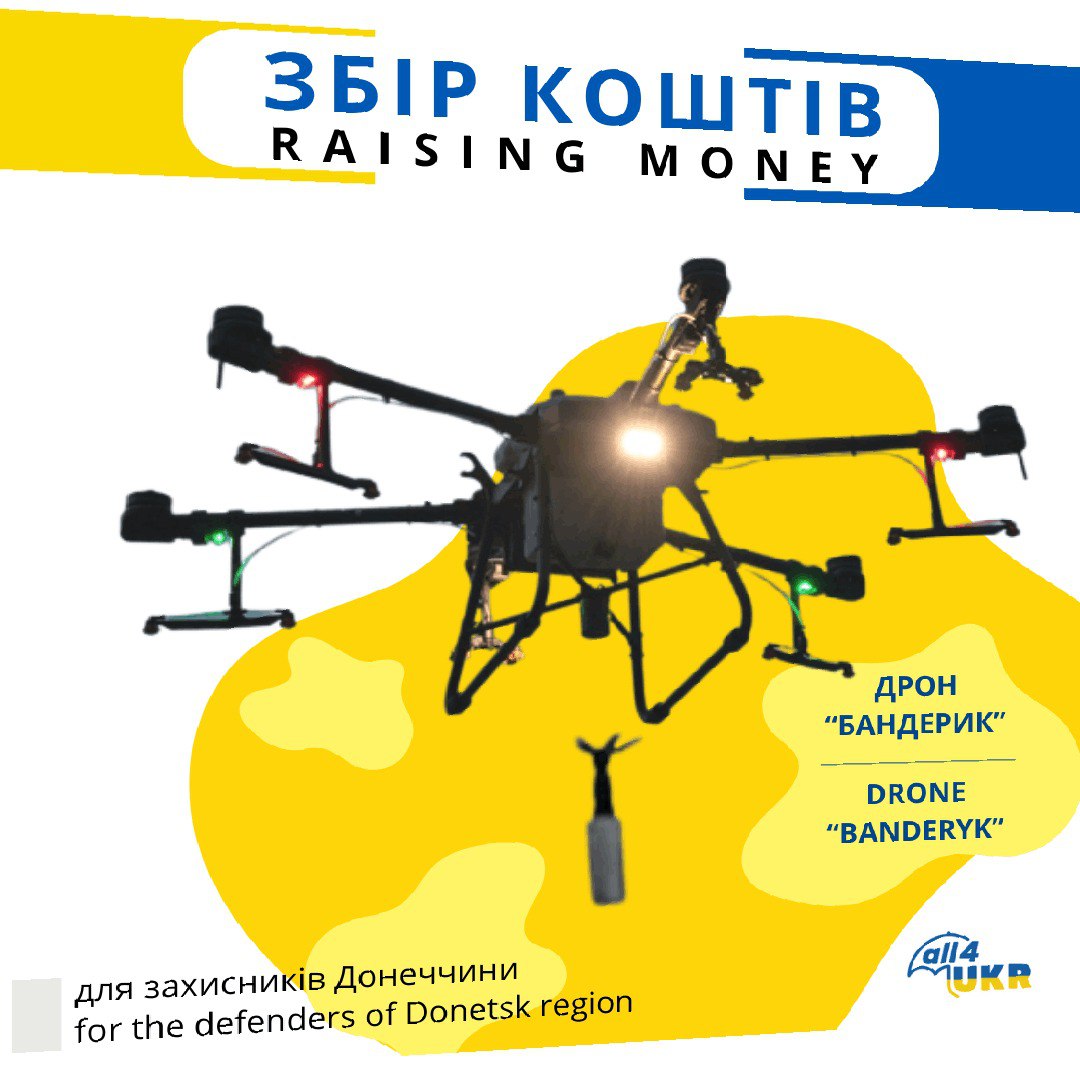 ЗБІР КОШТІВ
RAISING MONEY
ДРОН
“БАНДЕРИК”
DRONE
“BANDERYK”
all4
UKR
для захисників Донеччини
for the defenders of Donetsk region